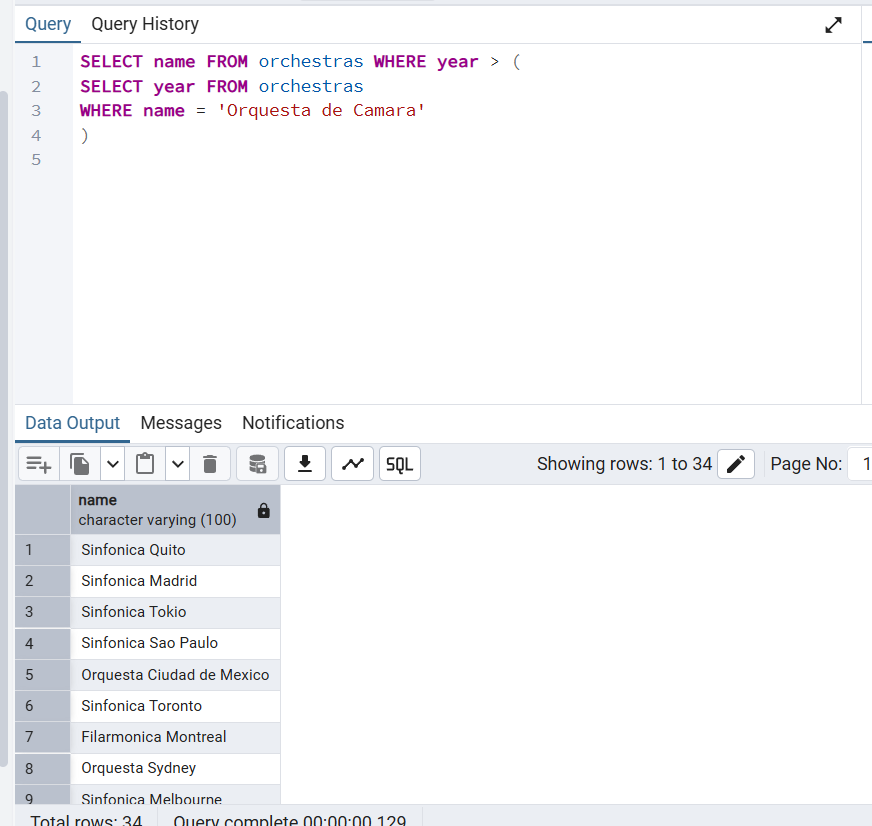 Query Query History
1 SELECT name FROM orchestras WHERE year > (
2 SELECT year FROM orchestras
3 WHERE name = 'Orquesta de Camara'
4 )
5
Data Output Messages Notifications
SQL Showing rows: 1 to 34 Page No: 1
name
character varying (100)
1 Sinfonica Quito
2 Sinfonica Madrid
3 Sinfonica Tokio
4 Sinfonica Sao Paulo
5 Orquesta Ciudad de Mexico
6 Sinfonica Toronto
7 Filarmonica Montreal
8 Orquesta Sydney
9 Sinfonica Melbourne
Total rows: 34 Query complete 00:00:00.129